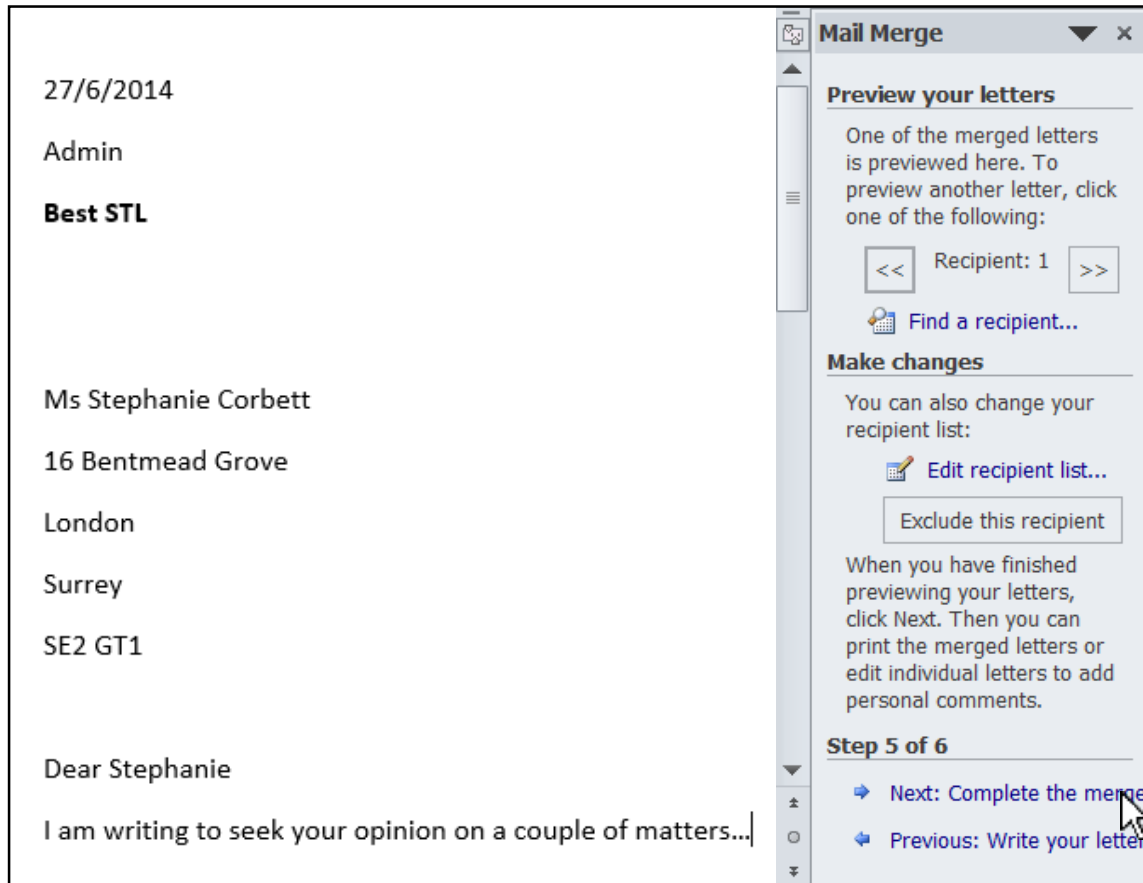 27/6/2014
Admin
Best STL
Ms Stephanie Corbett
16 Bentmead Grove
London
Surrey
SE2 GT1
Dear Stephanie
I am writing to seek your opinion on a couple of matters...
Mail Merge
Preview your letters
One of the merged letters
is previewed here. To
preview another letter, click
one of the following:
<< Recipient: 1 >>
Find a recipient...
Make changes
You can also change your
recipient list:
Edit recipient list...
Exclude this recipient
When you have finished
previewing your letters,
click Next. Then you can
print the merged letters or
edit individual letters to add
personal comments.
Step 5 of 6
Next: Complete the merge
Previous: Write your letter